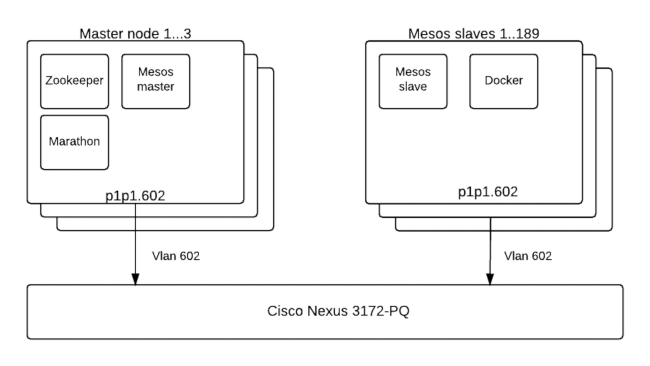 Master node 1...3
Mesos slaves 1..189
Zookeeper
Mesos
master
Marathon
p1p1.602
Mesos
slave
Docker
p1p1.602
Vlan 602
Vlan 602
Cisco Nexus 3172-PQ